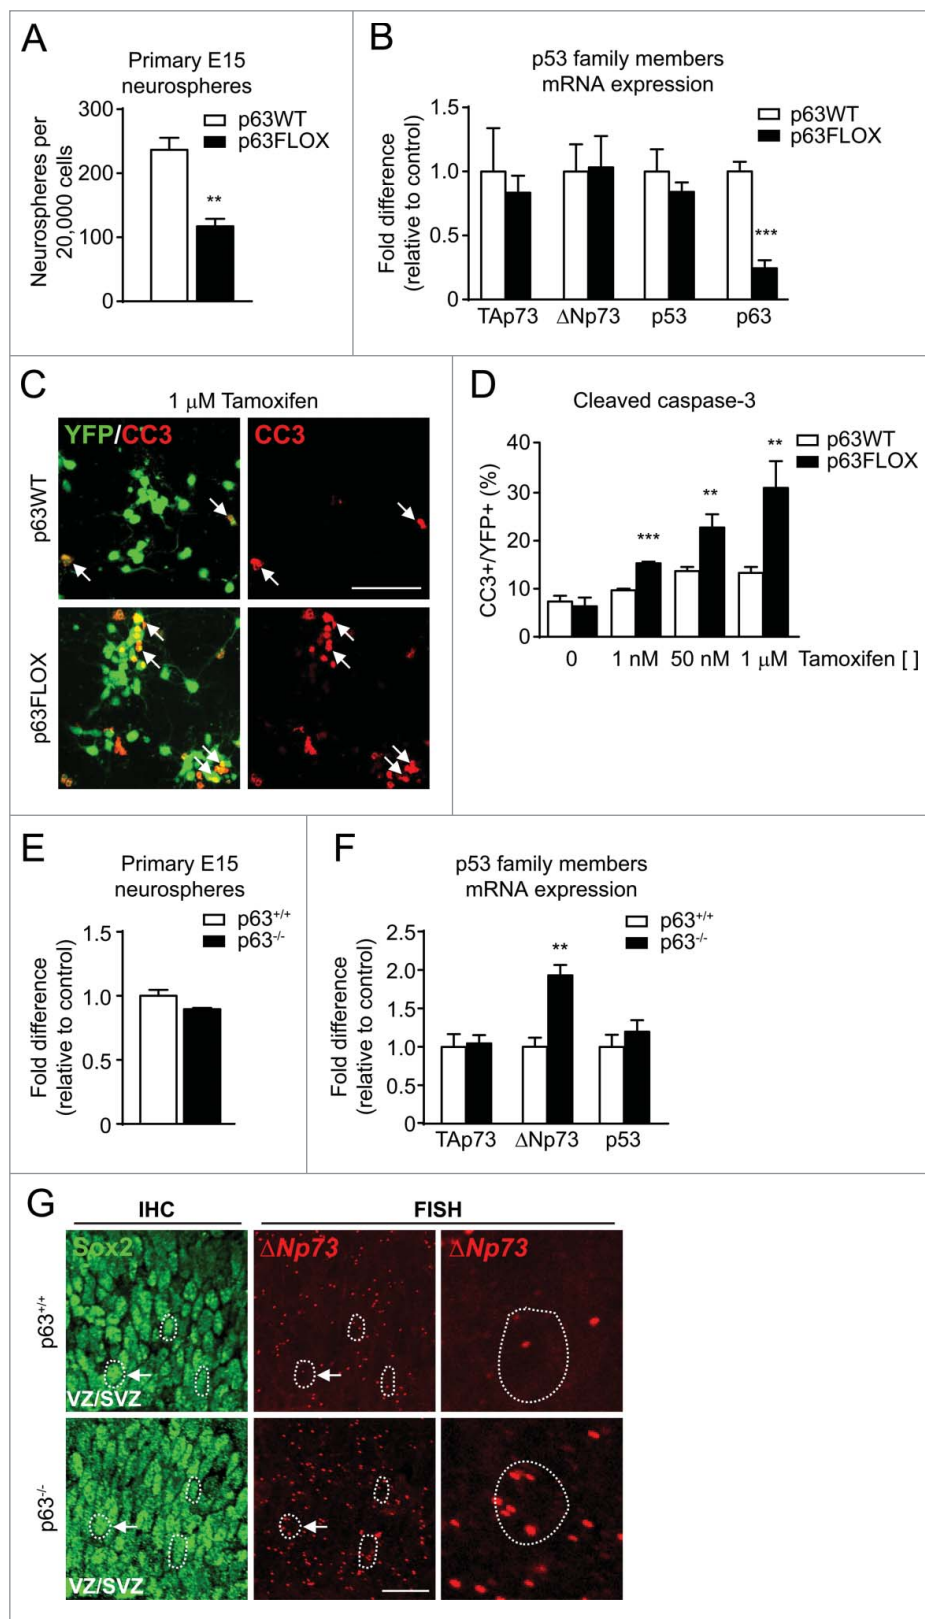 A
Primary E15
neurospheres
Neurospheres per
20,000 cells
300
200
100
0
p63WT
p63FLOX
**
B
p53 family members
mRNA expression
Fold difference
(relative to control)
1.5
1.0
0.5
0
p63WT
p63FLOX
***
TAp73 ΔNp73 p53 p63
C
1 μM Tamoxifen
YFP/CC3 CC3
p63WT
p63FLOX
D
Cleaved caspase-3
CC3+/YFP+ (%)
40
30
20
10
0
p63WT
p63FLOX
***
**
**
0 1 nM 50 nM 1 μM Tamoxifen [ ]
E
Primary E15
neurospheres
Fold difference
(relative to control)
1.5
1.0
0.5
0
p63+/+
p63-/-
F
p53 family members
mRNA expression
Fold difference
(relative to control)
2.5
2.0
1.5
1.0
0.5
0
p63+/+
p63-/-
**
TAp73 ΔNp73 p53
G
IHC FISH
Sox2 ΔNp73 ΔNp73
p63+/+
VZ/SVZ
p63-/-
VZ/SVZ